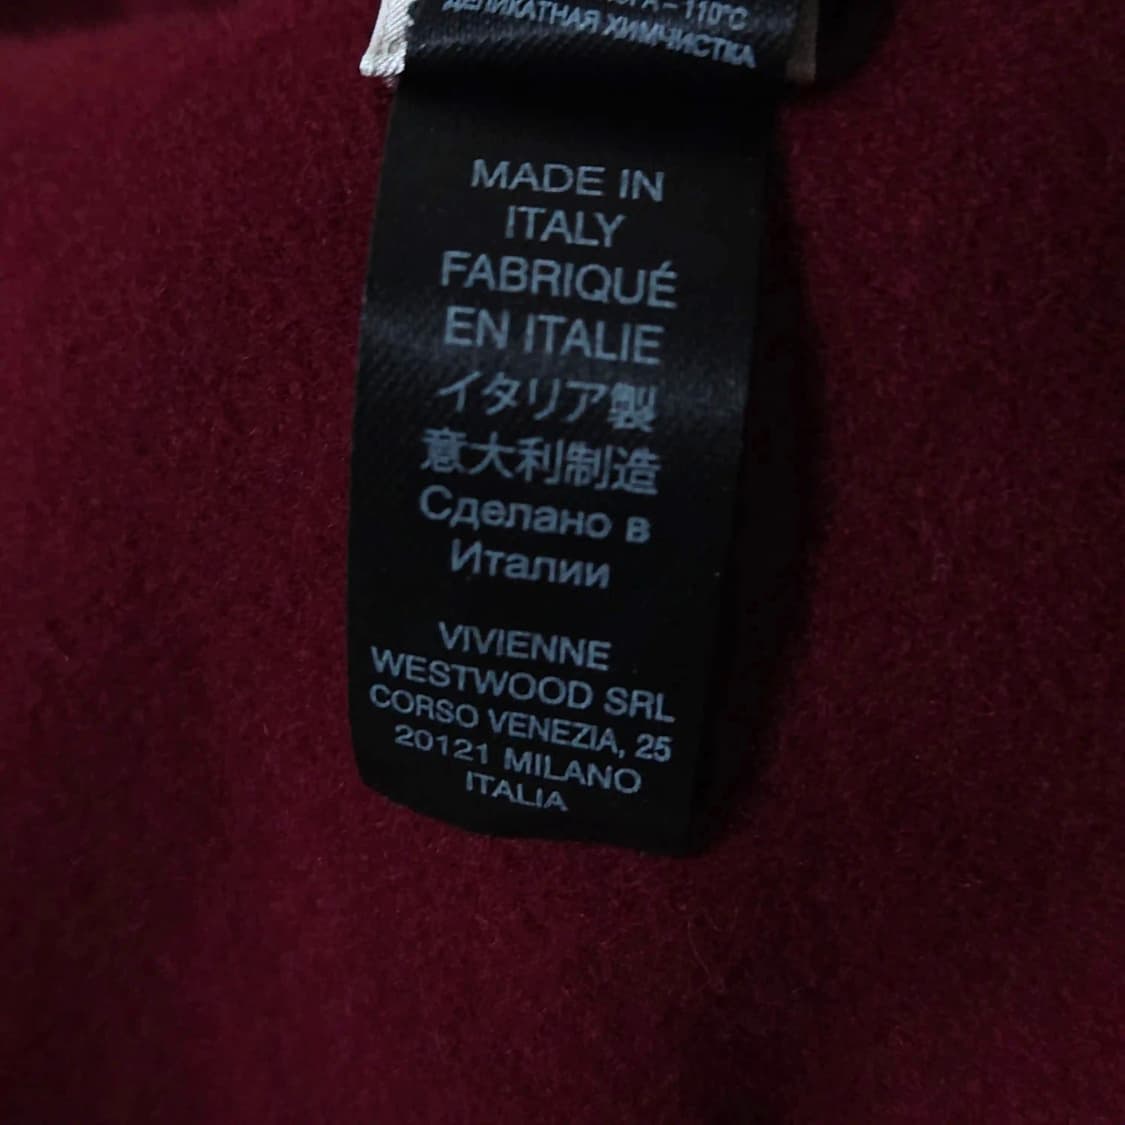 А – 110°C
ДЕЛИКАТНАЯ ХИМЧИСТКА
MADE IN
ITALY
FABRIQUÉ
EN ITALIE
イタリア製
意大利制造
Сделано в
Италии
VIVIENNE
WESTWOOD SRL
CORSO VENEZIA, 25
20121 MILANO
ITALIA